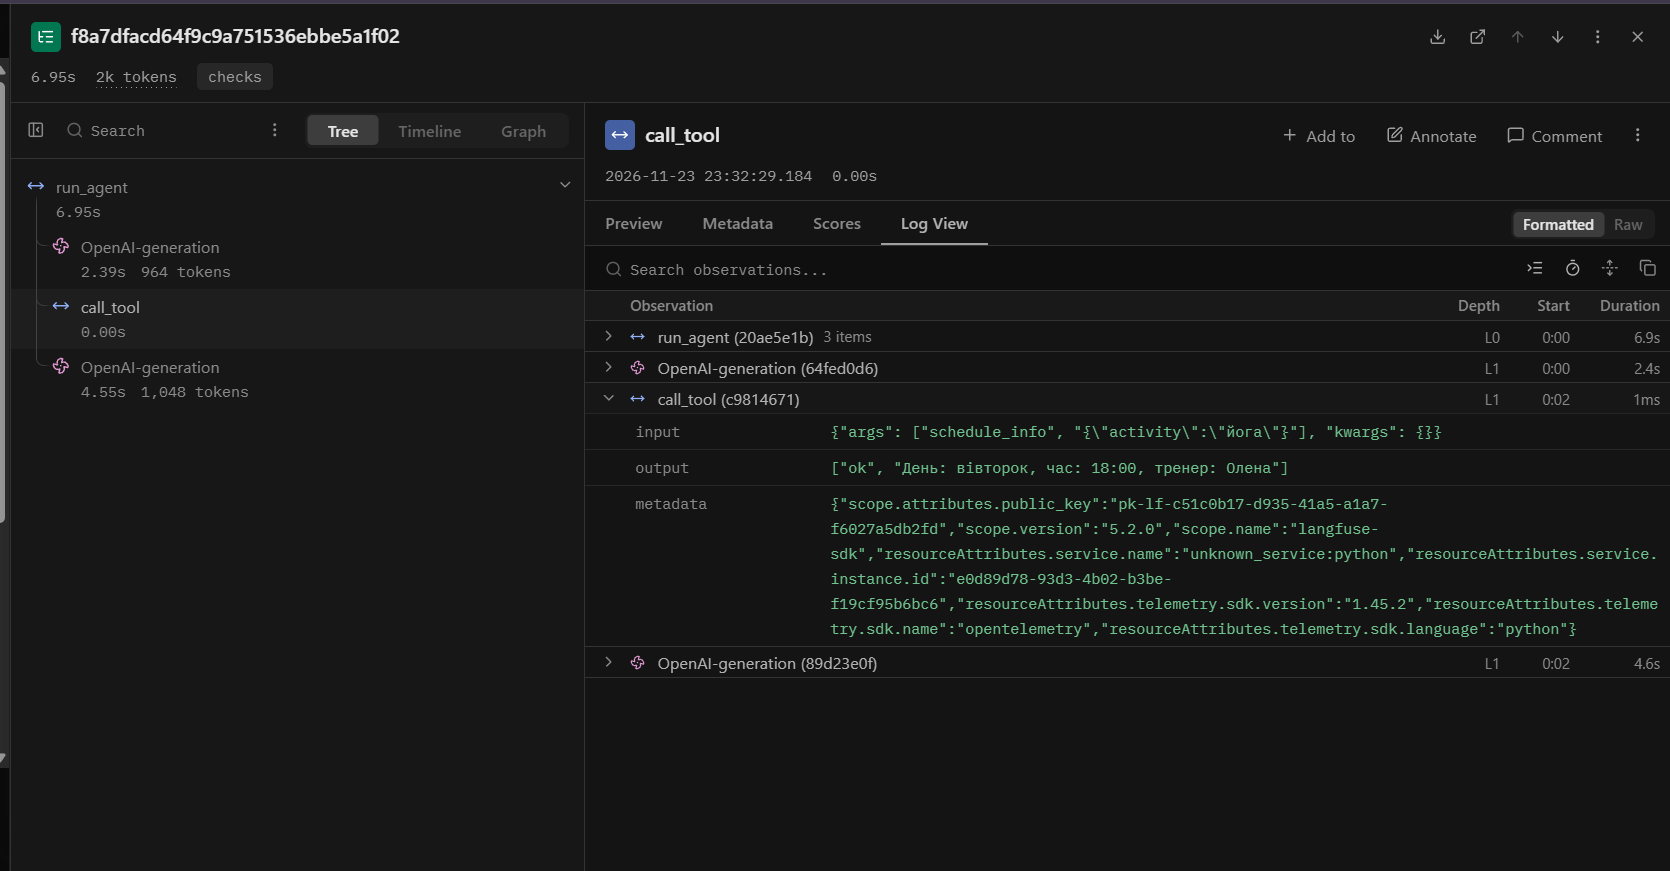 f8a7dfacd64f9c9a751536ebbe5a1f02
6.95s 2k tokens checks
Search Tree Timeline Graph
run_agent
6.95s
OpenAI-generation
2.39s 964 tokens
call_tool
0.00s
OpenAI-generation
4.55s 1,048 tokens
call_tool
Add to Annotate Comment
2026-11-23 23:32:29.184 0.00s
Preview Metadata Scores Log View Formatted Raw
Search observations...
Observation Depth Start Duration
run_agent (20ae5e1b) 3 items L0 0:00 6.9s
OpenAI-generation (64fed0d6) L1 0:00 2.4s
call_tool (c9814671) L1 0:02 1ms
input {"args": ["schedule_info", "{\"activity\":\"йога\"}"], "kwargs": {}}
output ["ok", "День: вівторок, час: 18:00, тренер: Олена"]
metadata {"scope.attributes.public_key":"pk-lf-c51c0b17-d935-41a5-a1a7-
f6027a5db2fd","scope.version":"5.2.0","scope.name":"langfuse-
sdk","resourceAttributes.service.name":"unknown_service:python","resourceAttributes.service.
instance.id":"e0d89d78-93d3-4b02-b3be-
f19cf95b6bc6","resourceAttributes.telemetry.sdk.version":"1.45.2","resourceAttributes.teleme
try.sdk.name":"opentelemetry","resourceAttributes.telemetry.sdk.language":"python"}
OpenAI-generation (89d23e0f) L1 0:02 4.6s